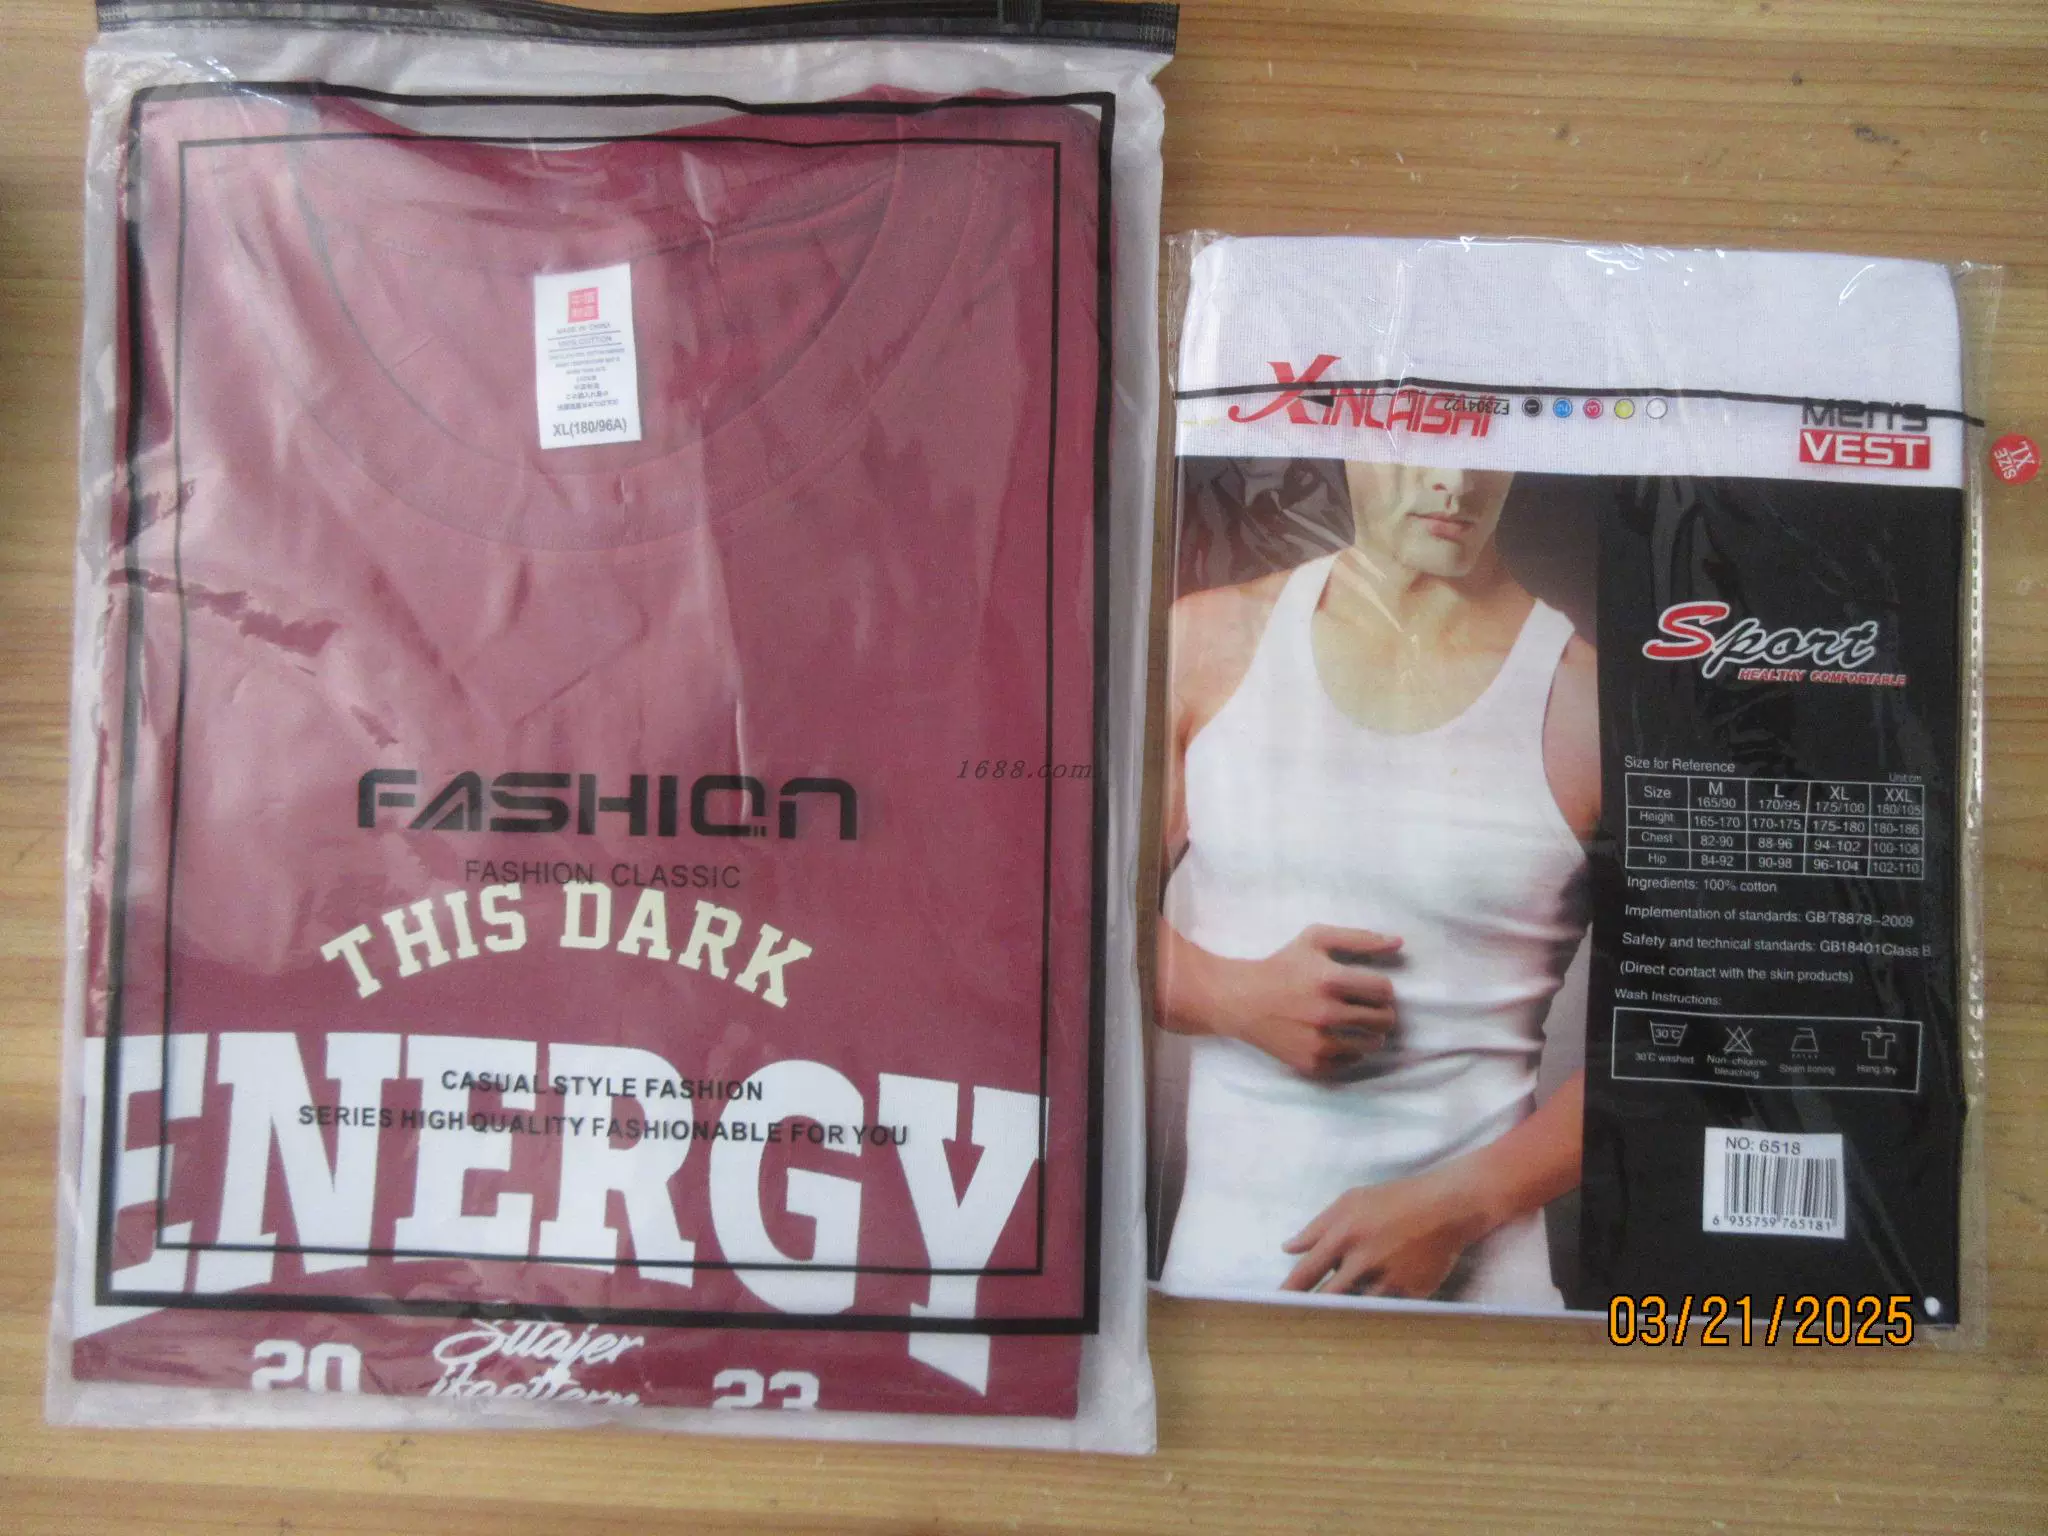 MADE IN CHINA
100% COTTON
XL(180/96A)
1688.com
FASHION
FASHION CLASSIC
THIS DARK
ENERGY
CASUAL STYLE FASHION
SERIES HIGH QUALITY FASHIONABLE FOR YOU
20
23
XINLAISHI
F2304122
MEN'S
VEST
XL
SIZE
Sport
HEALTHY COMFORTABLE
Size for Reference
Unit:cm
Size M 165/90 L 170/95 XL 175/100 XXL 180/105
Height 165-170 170-175 175-180 180-186
Chest 82-90 88-96 94-102 100-108
Hip 84-92 90-98 96-104 102-110
Ingredients: 100% cotton
Implementation of standards: GB/T8878-2009
Safety and technical standards: GB18401Class B
(Direct contact with the skin products)
Wash Instructions:
30℃
30℃ washed
Non-chlorine bleaching
Steam Ironing
Hang dry
NO: 6518
6 935759 765181
03/21/2025